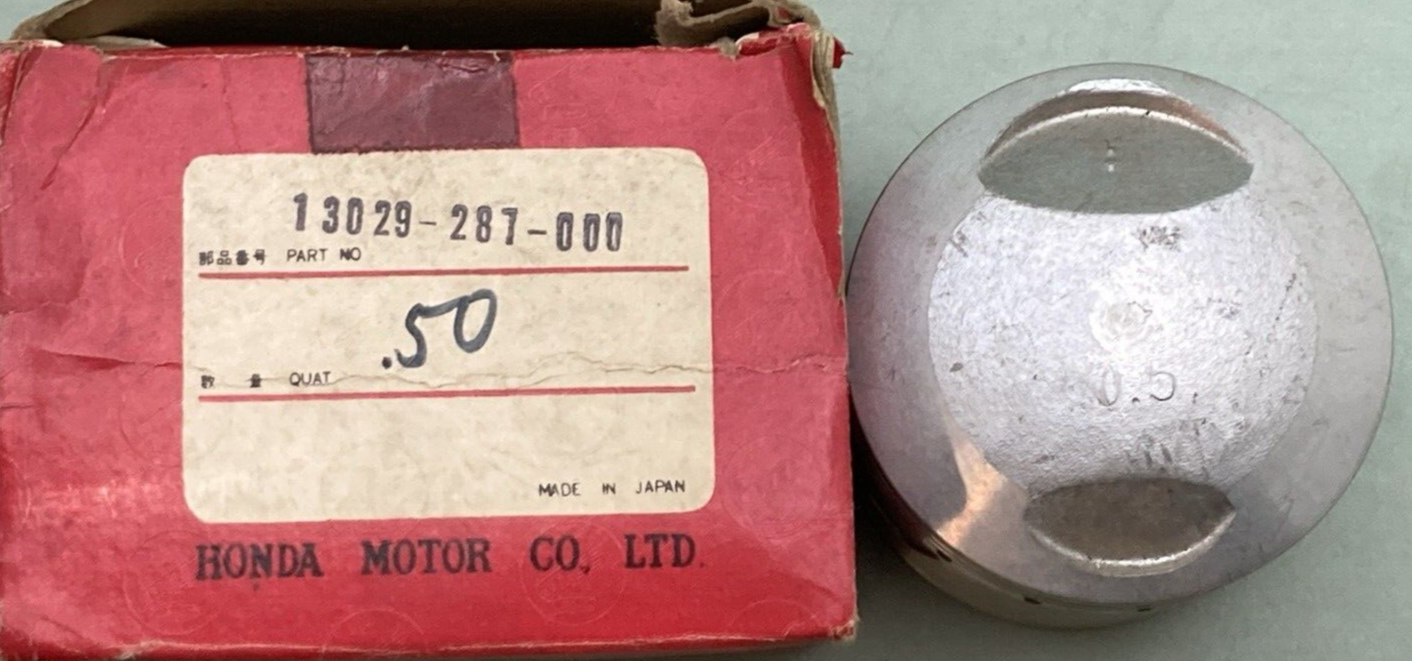 13029-287-000
部品番号 PART NO
.50
数 量 QUAT
MADE IN JAPAN
HONDA MOTOR CO., LTD.
0.5
IN